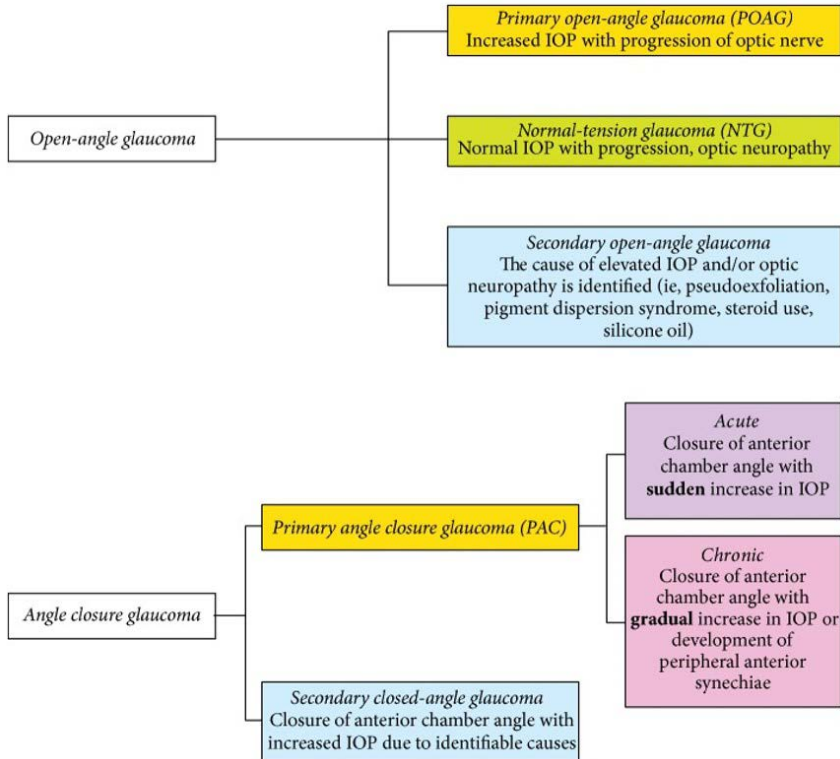 Primary open-angle glaucoma (POAG)
Increased IOP with progression of optic nerve
Open-angle glaucoma
Normal-tension glaucoma (NTG)
Normal IOP with progression, optic neuropathy
Secondary open-angle glaucoma
The cause of elevated IOP and/or optic
neuropathy is identified (ie, pseudoexfoliation,
pigment dispersion syndrome, steroid use,
silicone oil)
Acute
Closure of anterior
chamber angle with
sudden increase in IOP
Primary angle closure glaucoma (PAC)
Chronic
Closure of anterior
chamber angle with
gradual increase in IOP or
development of
peripheral anterior
synechiae
Angle closure glaucoma
Secondary closed-angle glaucoma
Closure of anterior chamber angle with
increased IOP due to identifiable causes